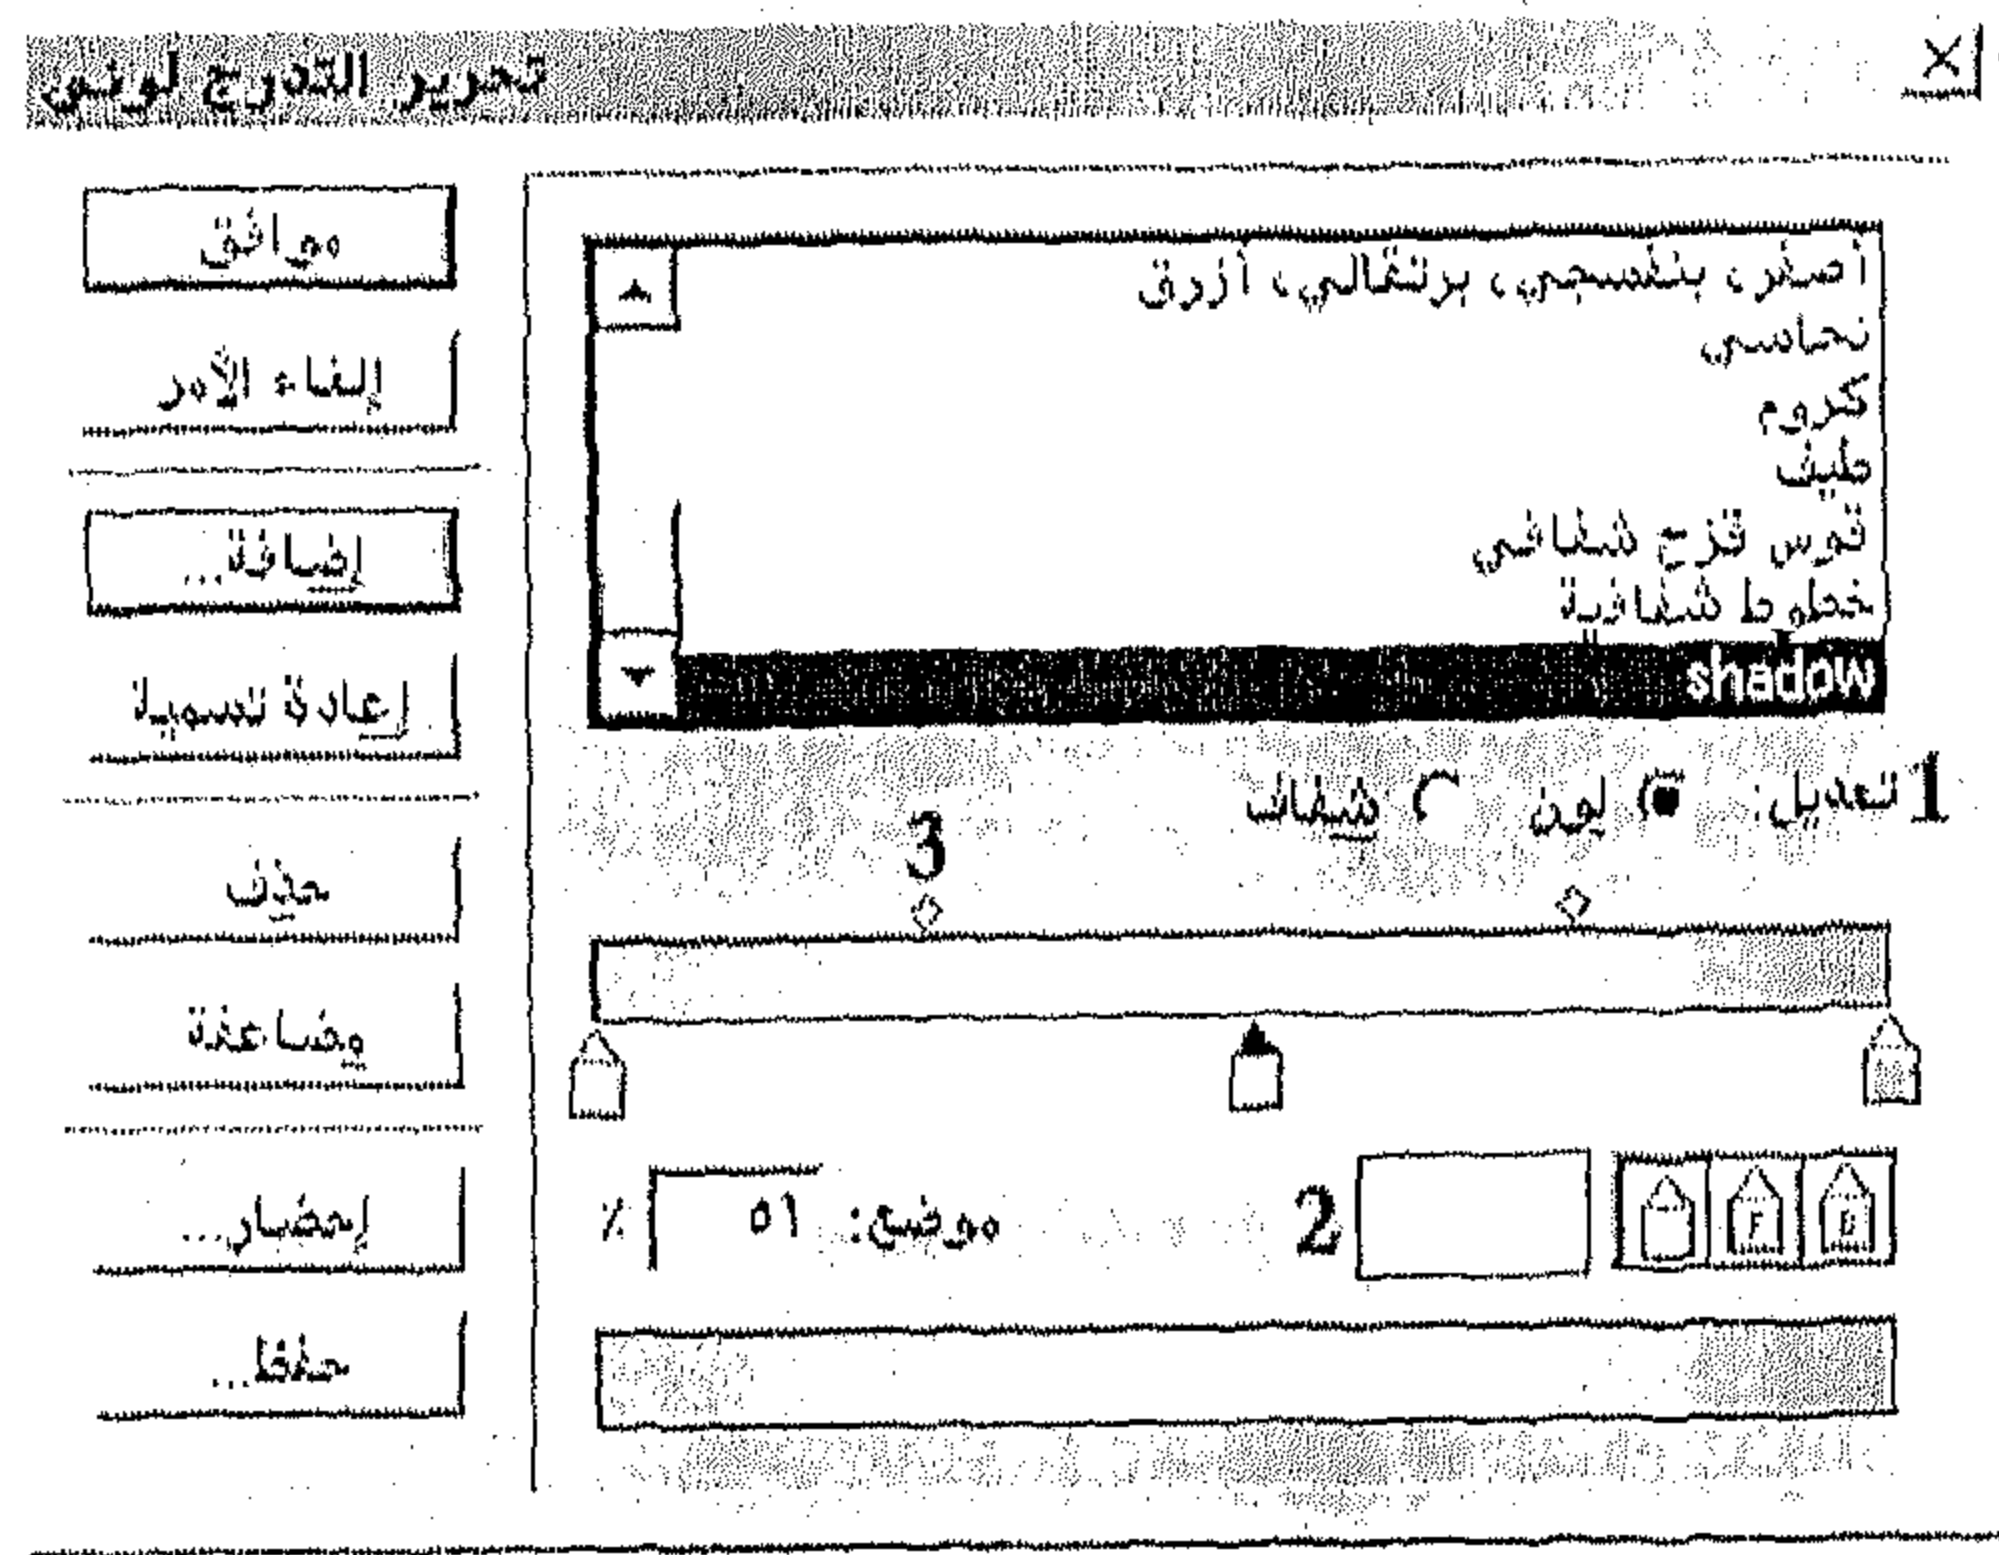 تحرير التدرج لونى
أصفر، بنفسجي، برتقالي، أزرق
نحاسي
كروم
طيف
قوس قزح شفافي
خطوط شفافية
shadow
موافق
إلغاء الأمر
إضافة...
إعادة تسمية
حذف
مضاعفة
إحضار...
حفظ...
1 تعديل: لون شفاف
3
F
2
موضع: ٥١ ٪